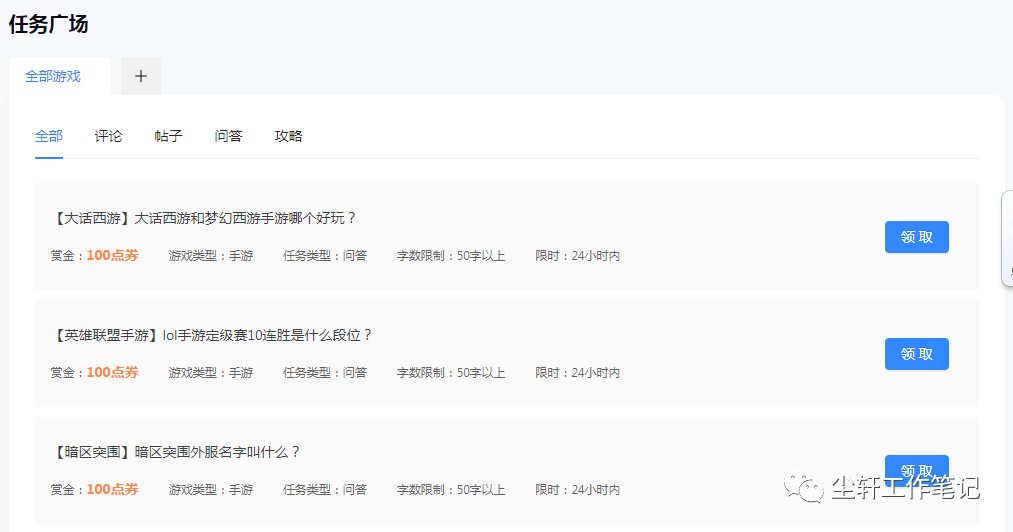 任务广场
全部游戏 +
全部 评论 帖子 问答 攻略
【大话西游】大话西游和梦幻西游手游哪个好玩？
领 取
赏金：100点券 游戏类型：手游 任务类型：问答 字数限制：50字以上 限时：24小时内
【英雄联盟手游】lol手游定级赛10连胜是什么段位？
领 取
赏金：100点券 游戏类型：手游 任务类型：问答 字数限制：50字以上 限时：24小时内
【暗区突围】暗区突围外服名字叫什么？
领 取
赏金：100点券 游戏类型：手游 任务类型：问答 字数限制：50字以上 限时：24小时内
尘轩工作笔记